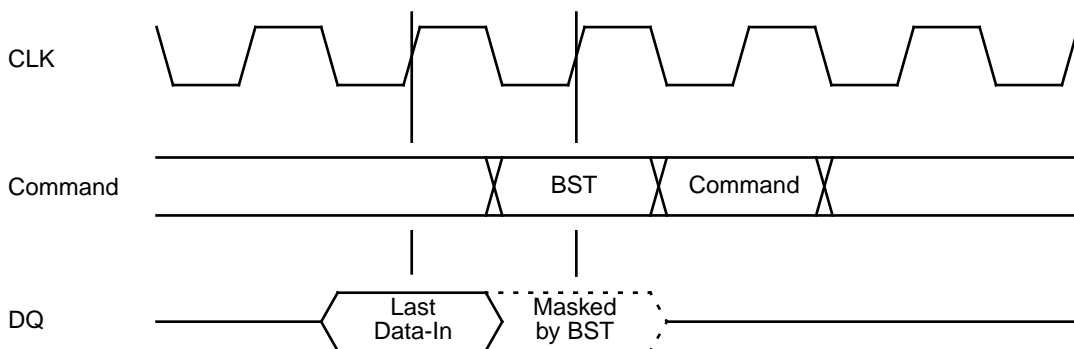 CLK
Command
BST
Command
DQ
Last
Data-In
Masked
by BST